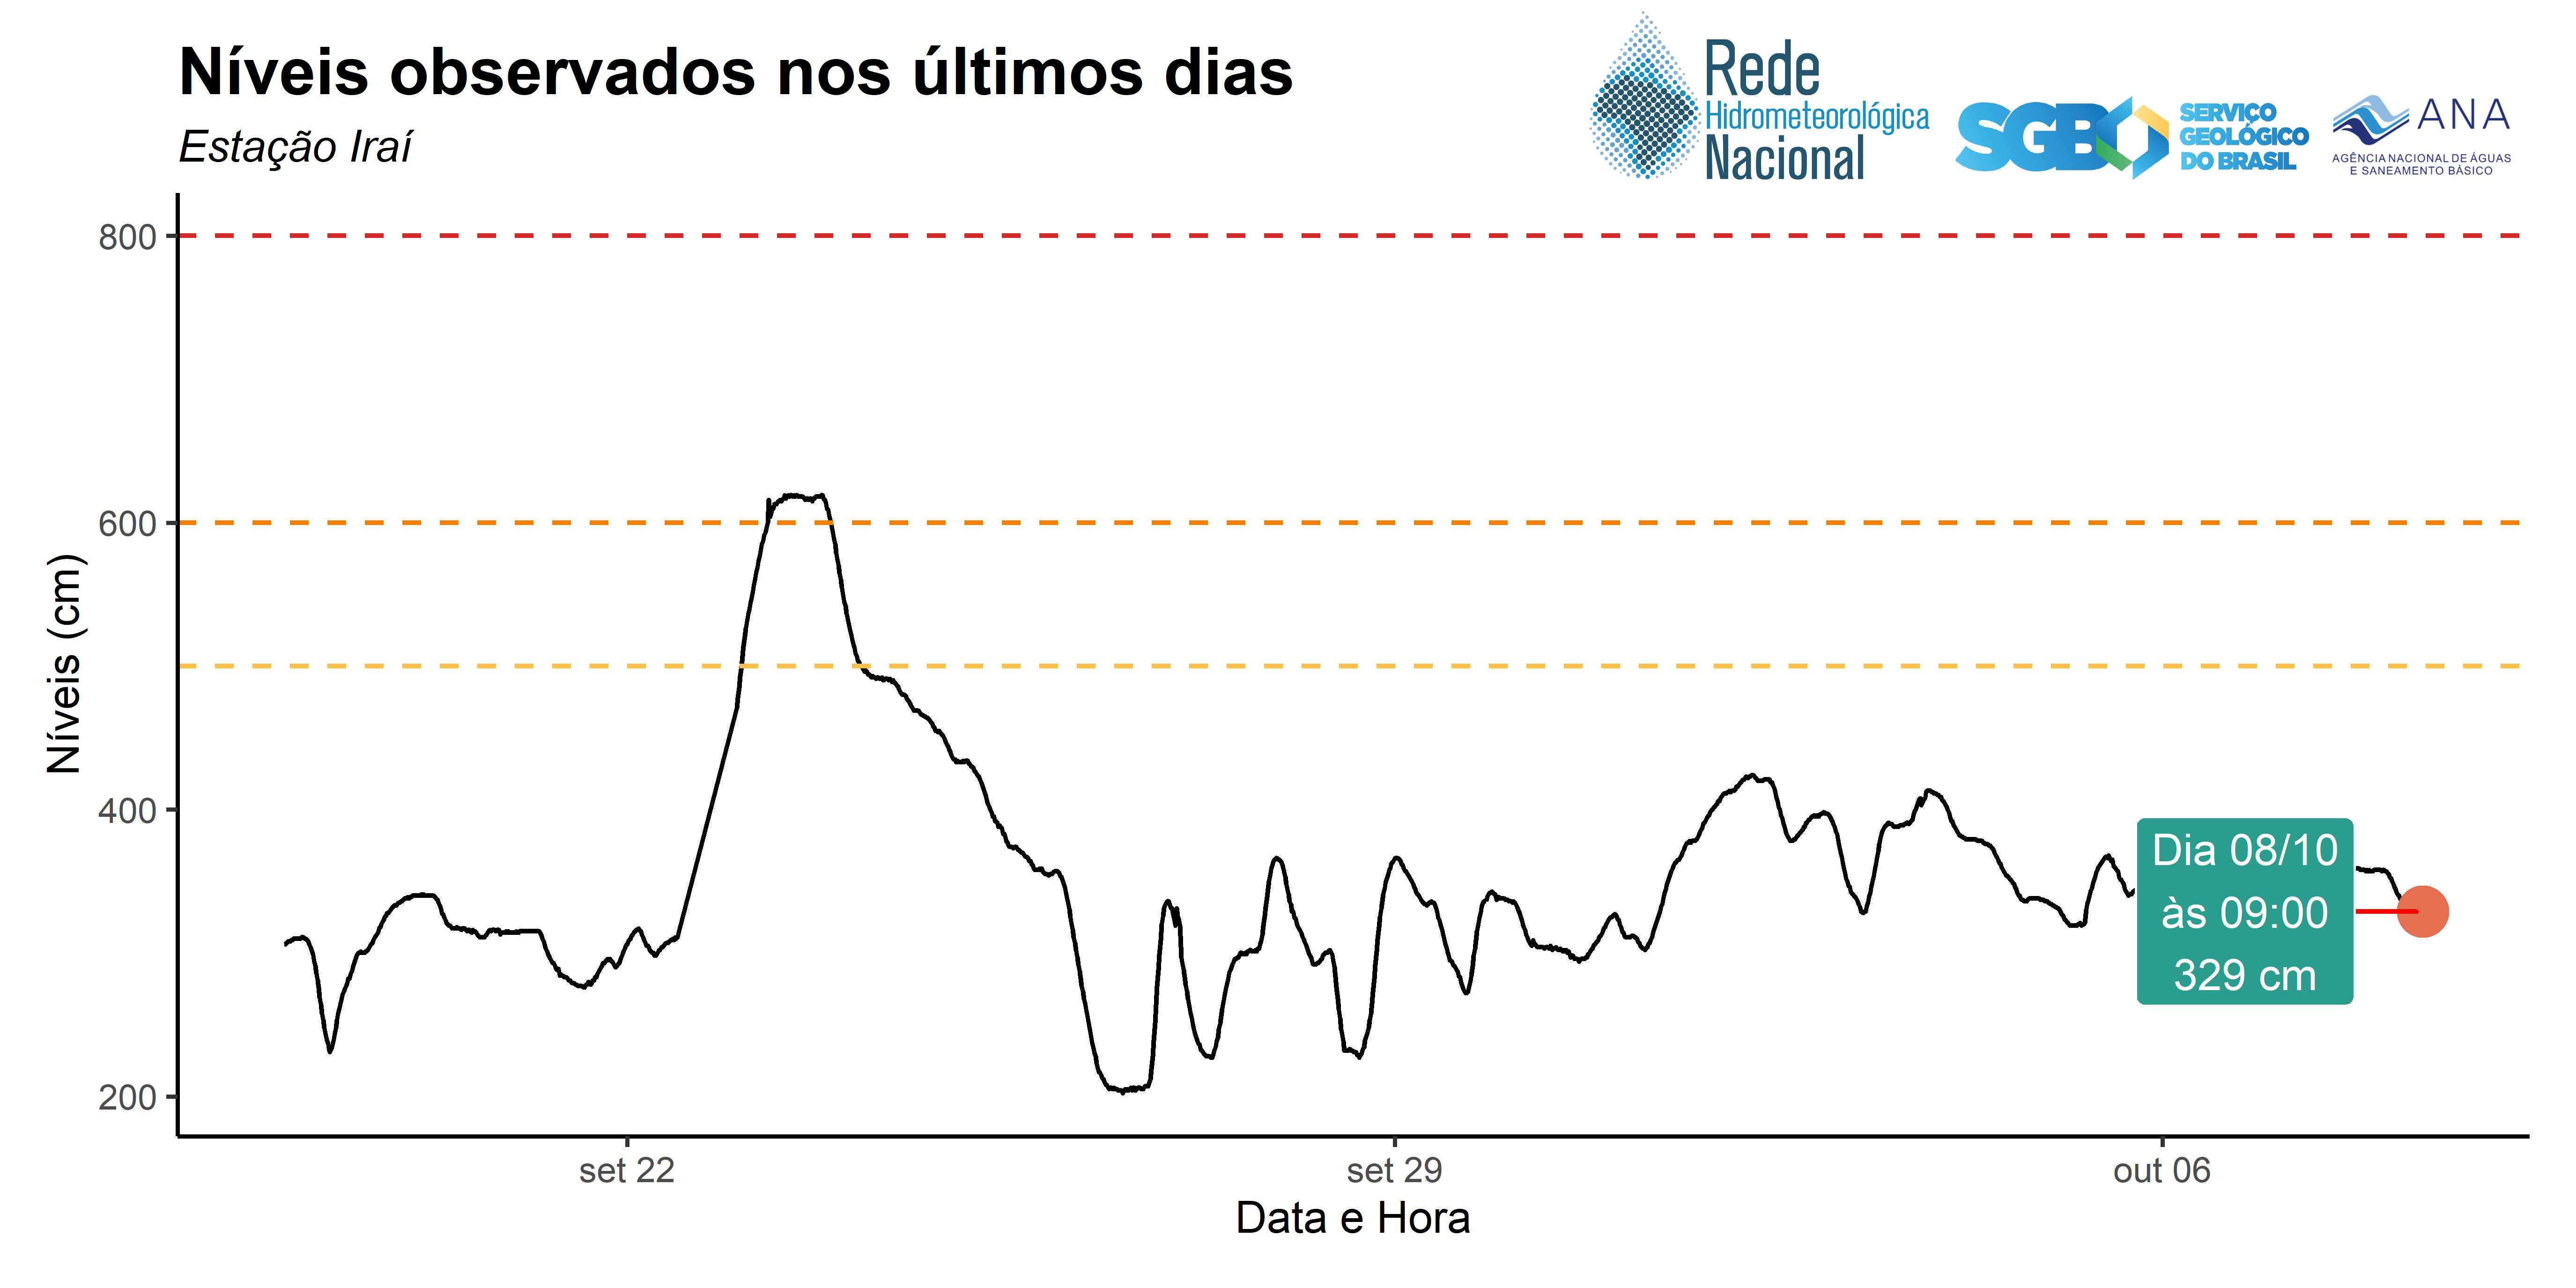 Níveis observados nos últimos dias
Estação Iraí
Rede
Hidrometeorológica
Nacional
SGB
SERVIÇO
GEOLÓGICO
DO BRASIL
ANA
AGÊNCIA NACIONAL DE ÁGUAS
E SANEAMENTO BÁSICO
Níveis (cm)
800
600
400
200
Dia 08/10
às 09:00
329 cm
set 22
set 29
out 06
Data e Hora